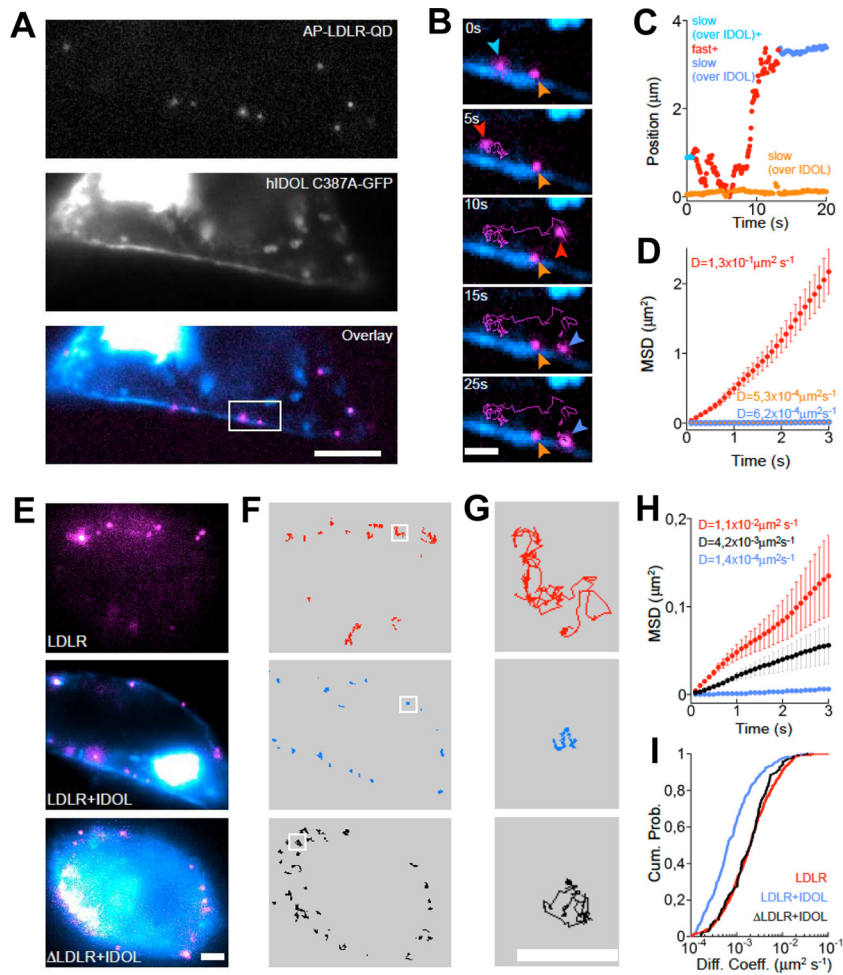 A
AP-LDLR-QD
hIDOL C387A-GFP
Overlay
B
0s
5s
10s
15s
25s
C
slow
(over IDOL)+
fast+
slow
(over IDOL)
slow
(over IDOL)
Position (µm)
4
2
0
0 10 20
Time (s)
D
D=1,3x10⁻¹µm² s⁻¹
D=5,3x10⁻⁴µm²s⁻¹
D=6,2x10⁻⁴µm²s⁻¹
MSD (µm²)
2
1
0
0 1 2 3
Time (s)
E
LDLR
LDLR+IDOL
ΔLDLR+IDOL
F
G
H
D=1,1x10⁻²µm² s⁻¹
D=4,2x10⁻³µm²s⁻¹
D=1,4x10⁻⁴µm²s⁻¹
MSD (µm²)
0,2
0,1
0
0 1 2 3
Time (s)
I
Cum. Prob.
1
0,8
0,6
0,4
0,2
0
LDLR
LDLR+IDOL
ΔLDLR+IDOL
10⁻⁴ 10⁻³ 10⁻² 10⁻¹
Diff. Coeff. (µm² s⁻¹)